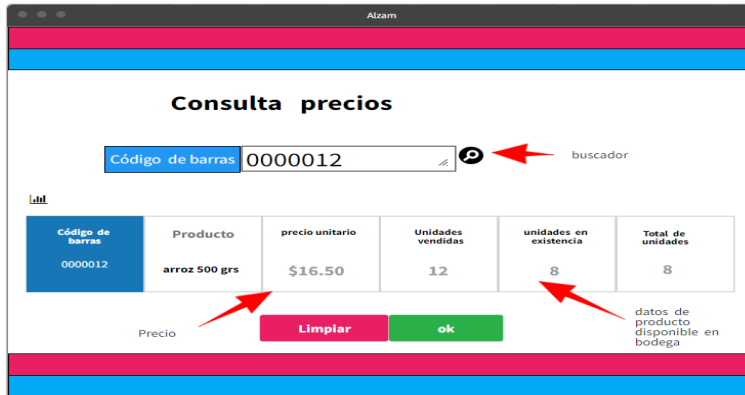 Alzam
Consulta precios
Código de barras 0000012
buscador
Código de barras
Producto
precio unitario
Unidades vendidas
unidades en existencia
Total de unidades
0000012
arroz 500 grs
$16.50
12
8
8
Precio
Limpiar
ok
datos de
producto
disponible en
bodega